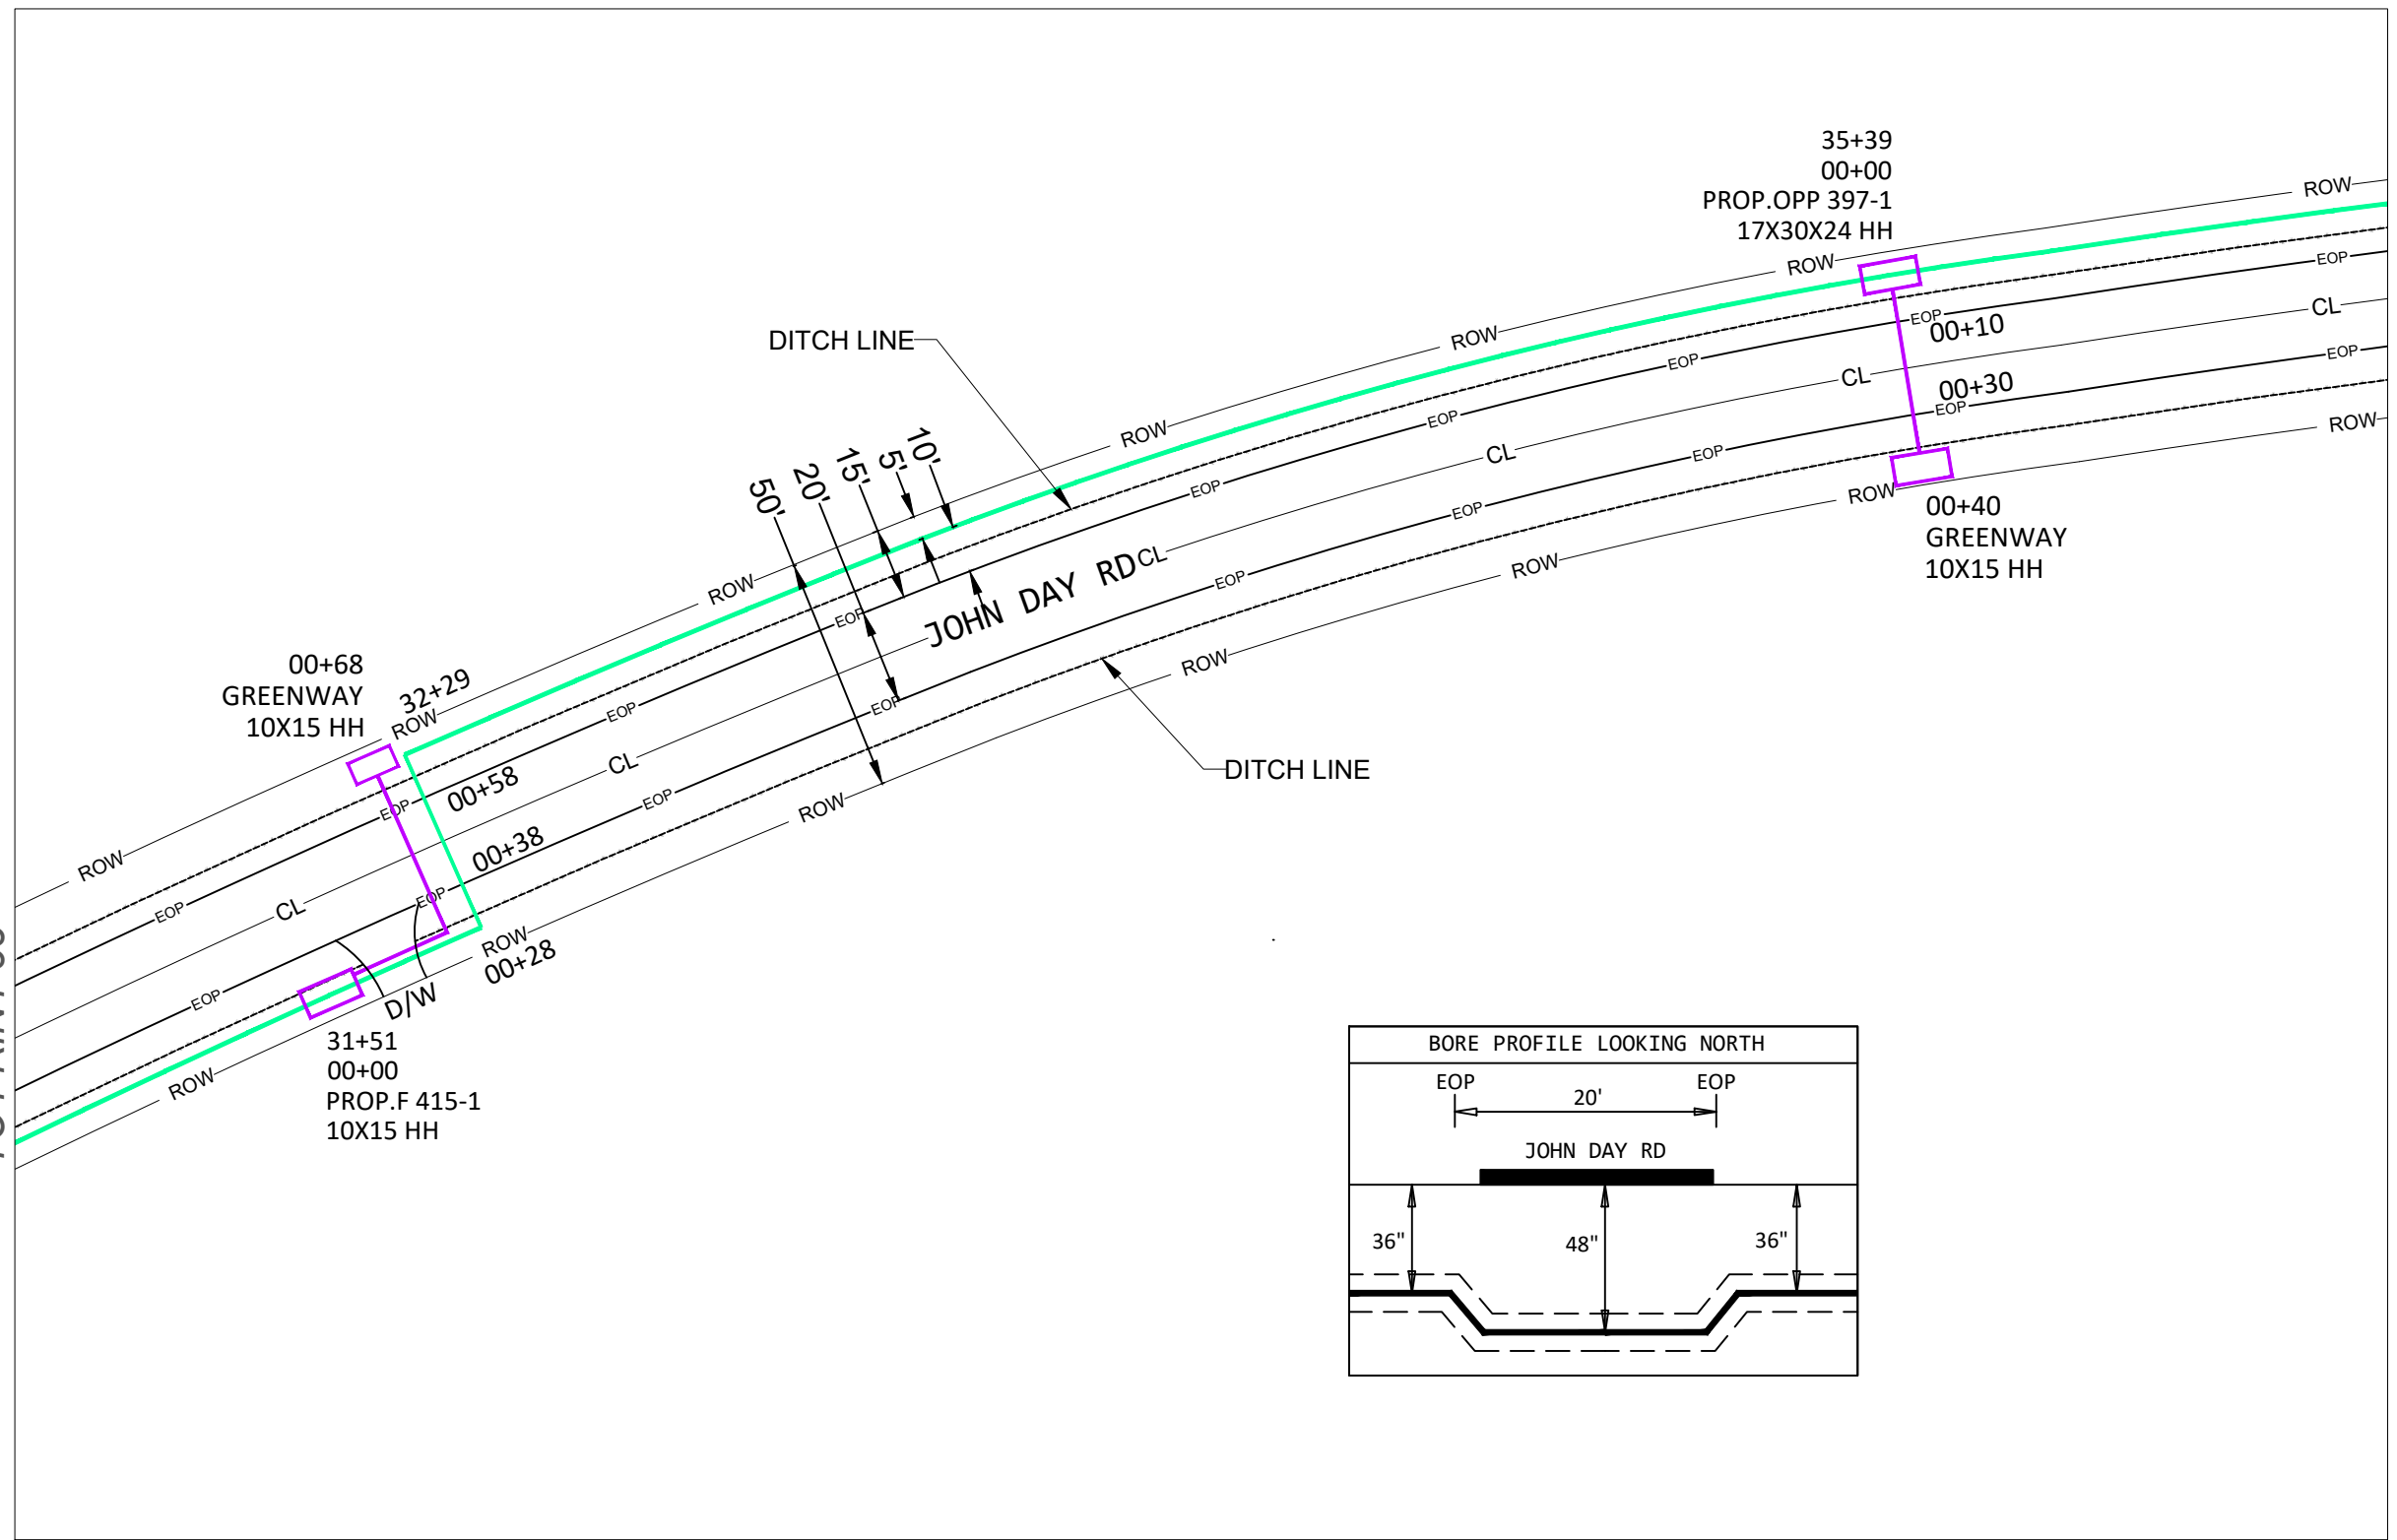 35+39
00+00
PROP.OPP 397-1
17X30X24 HH
ROW
ROW
EOP
CL
EOP
ROW
EOP
00+10
CL
00+30
EOP
ROW
00+40
GREENWAY
10X15 HH
DITCH LINE
ROW
EOP
ROW
EOP
CL
EOP
EOP
ROW
10'
5'
15'
20'
50'
EOP
JOHN DAY RD
CL
EOP
ROW
ROW
EOP
EOP
DITCH LINE
00+68
GREENWAY
10X15 HH
32+29
ROW
EOP
CL
EOP
ROW
00+58
EOP
00+38
EOP
ROW
00+28
ROW
EOP
CL
EOP
D/W
ROW
31+51
00+00
PROP.F 415-1
10X15 HH
BORE PROFILE LOOKING NORTH
EOP
EOP
20'
JOHN DAY RD
36"
48"
36"